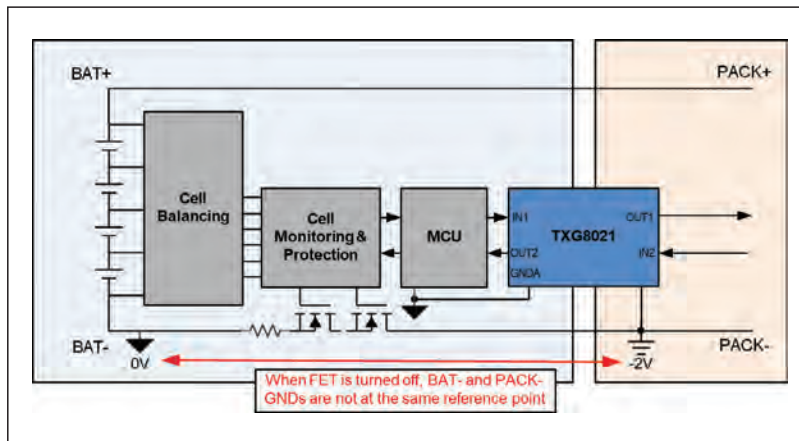 BAT+
PACK+
Cell
Balancing
Cell
Monitoring &
Protection
MCU
IN1
OUT2
GNDA
TXG8021
OUT1
IN2
BAT-
0V
-2V
PACK-
When FET is turned off, BAT- and PACK-
GNDs are not at the same reference point